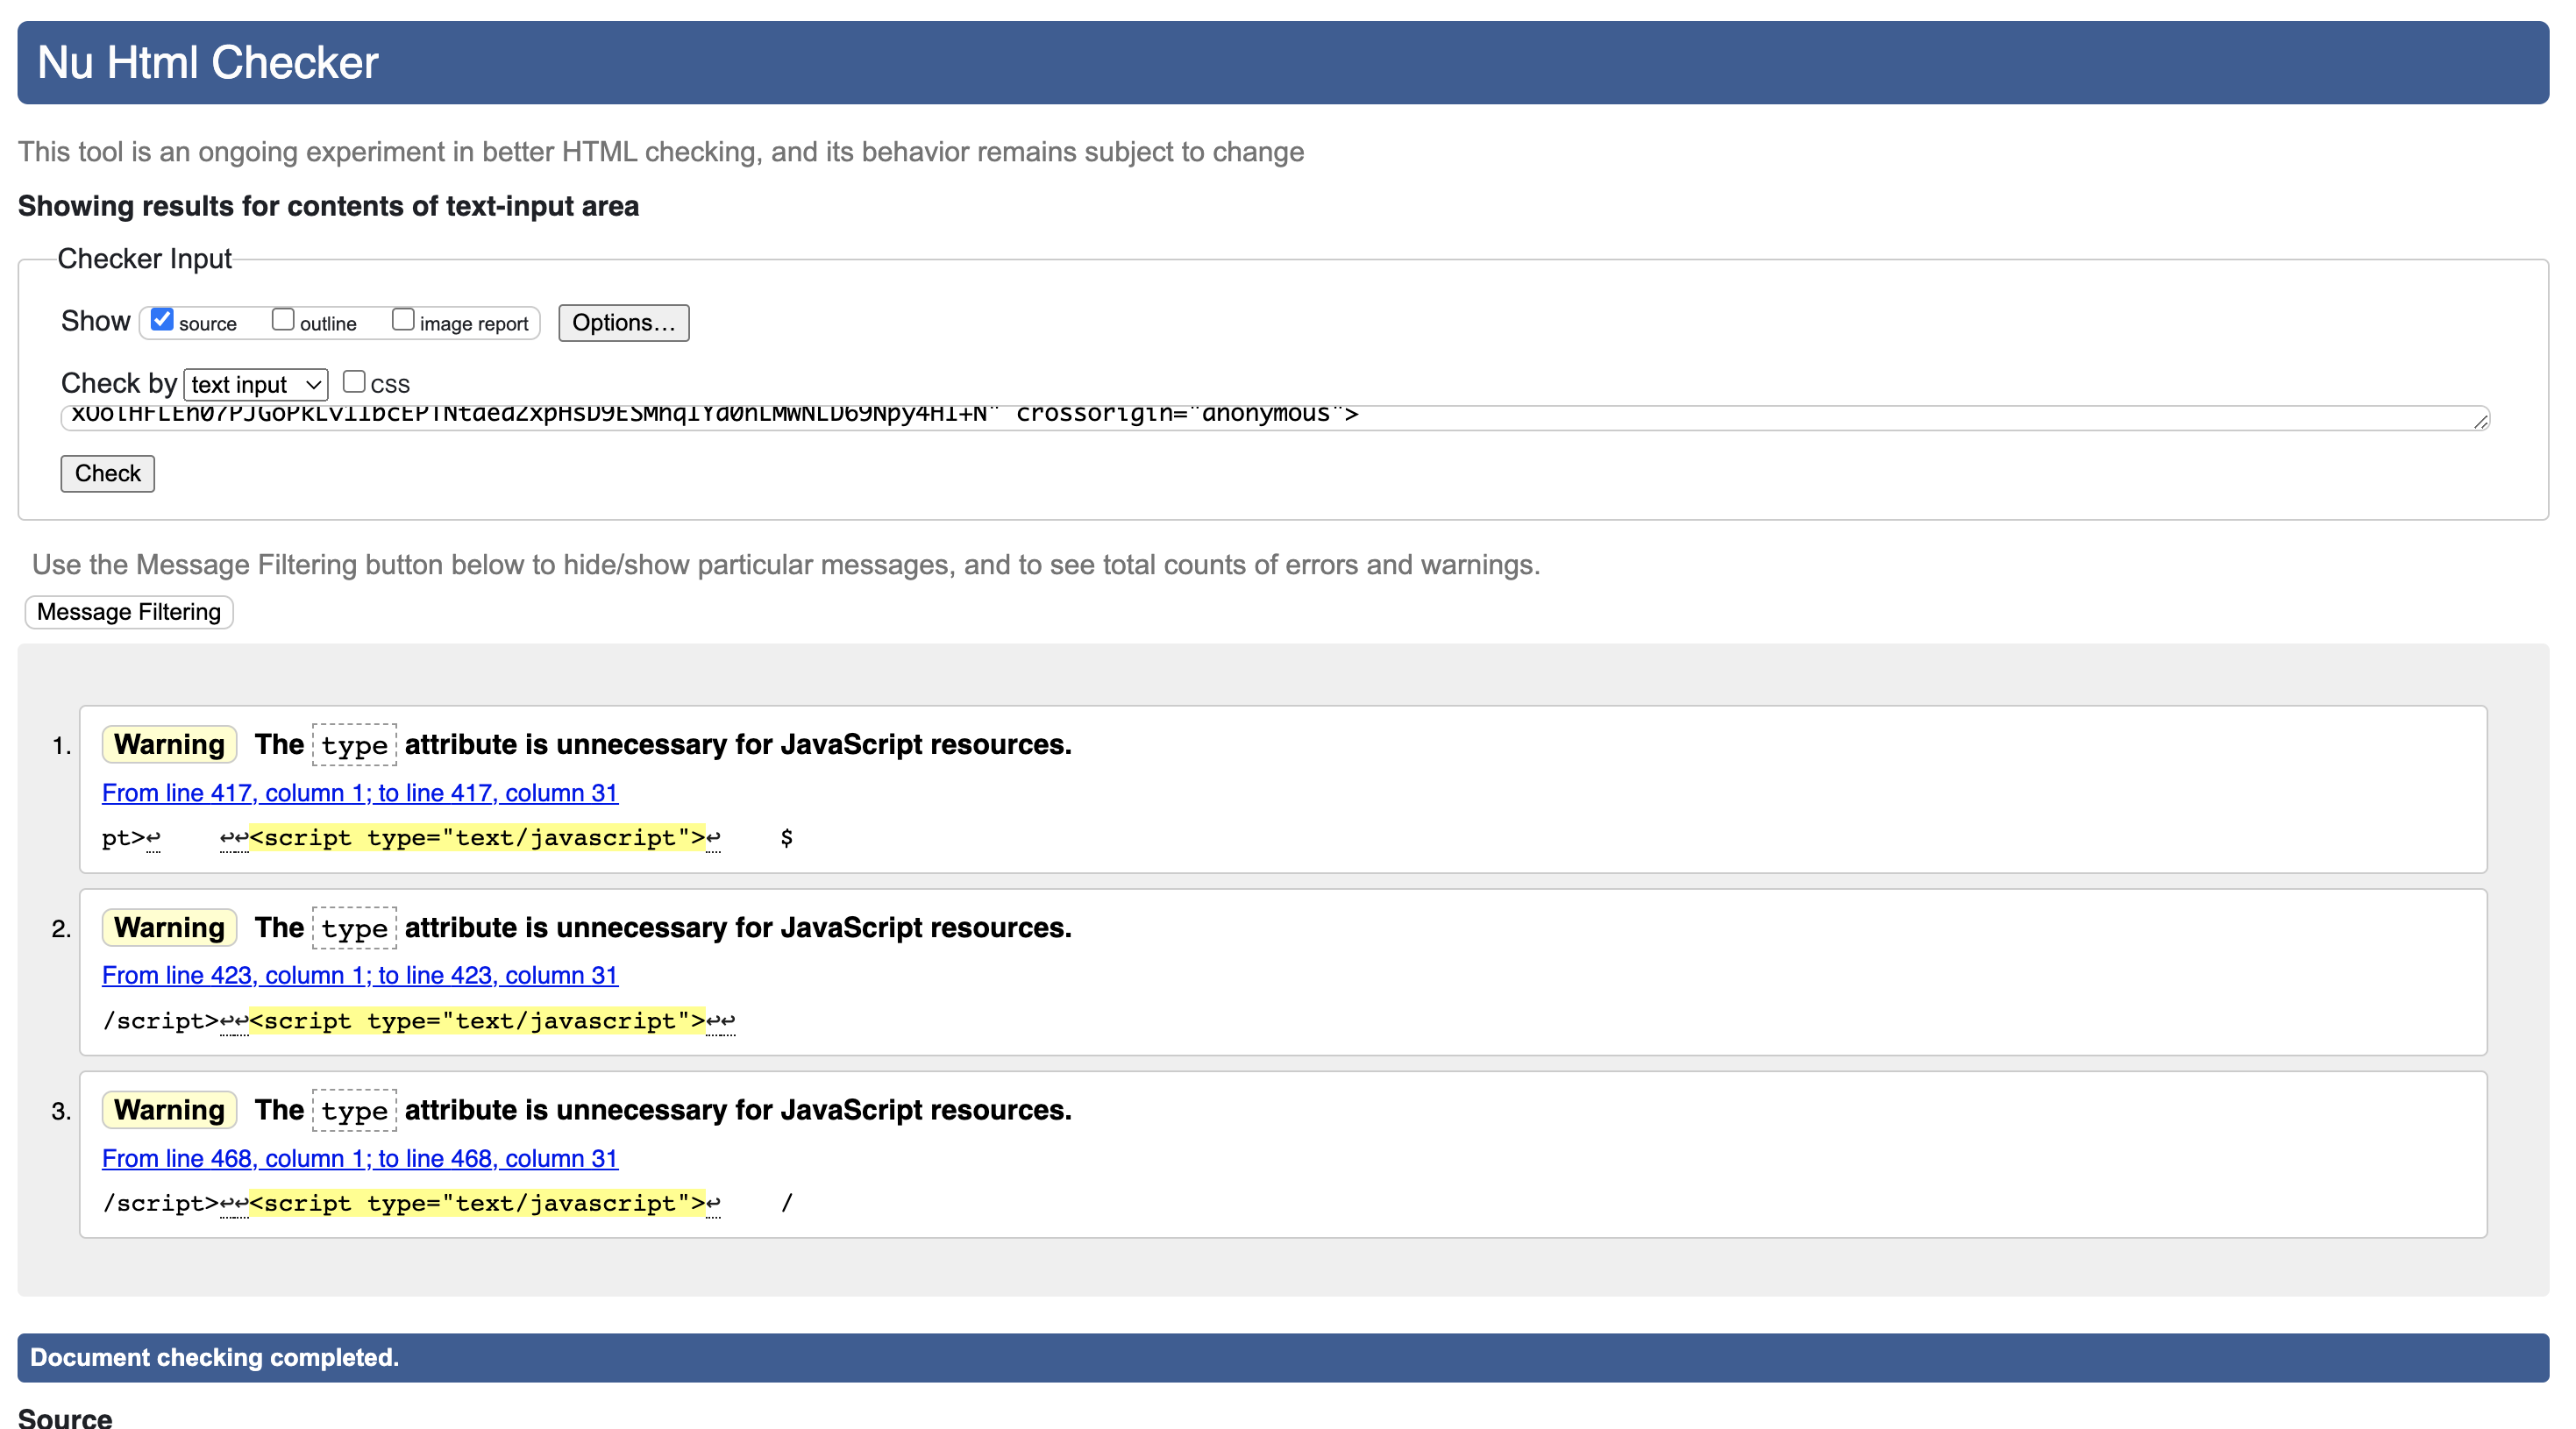 Nu Html Checker
This tool is an ongoing experiment in better HTML checking, and its behavior remains subject to change
Showing results for contents of text-input area
Checker Input
Show source outline image report Options…
Check by text input CSS
crossorigin="anonymous">
Check
Use the Message Filtering button below to hide/show particular messages, and to see total counts of errors and warnings.
Message Filtering
1. Warning The type attribute is unnecessary for JavaScript resources.
From line 417, column 1; to line 417, column 31
pt>↩ ↩↩<script type="text/javascript">↩ $
2. Warning The type attribute is unnecessary for JavaScript resources.
From line 423, column 1; to line 423, column 31
/script>↩↩<script type="text/javascript">↩↩
3. Warning The type attribute is unnecessary for JavaScript resources.
From line 468, column 1; to line 468, column 31
/script>↩↩<script type="text/javascript">↩ /
Document checking completed.
Source